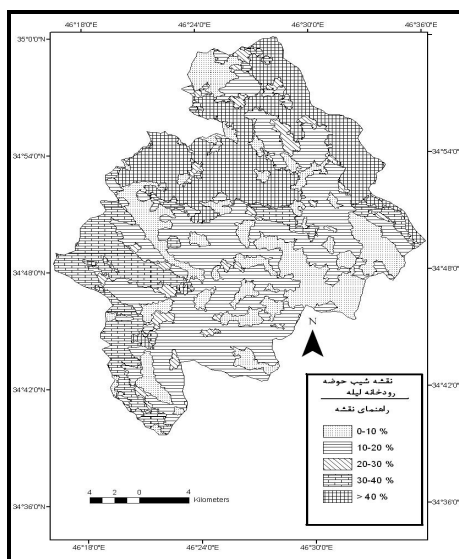 46°18'0"E 46°24'0"E 46°30'0"E 46°36'0"E
35°0'0"N
34°54'0"N 34°54'0"N
34°48'0"N 34°48'0"N
N
34°42'0"N 34°42'0"N
نقشه شیب حوضه
رودخانه لیله
راهنمای نقشه
0-10 %
10-20 %
20-30 %
30-40 %
> 40 %
4 2 0 4
Kilometers
34°36'0"N 34°36'0"N
46°18'0"E 46°24'0"E 46°30'0"E